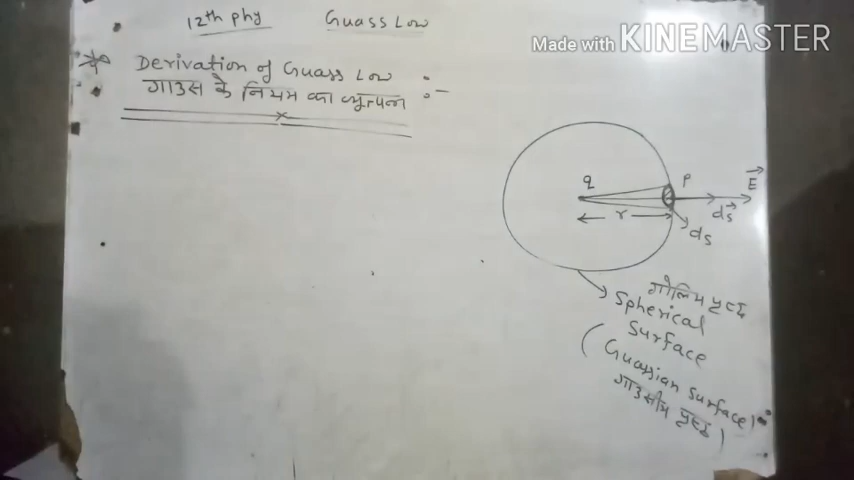 12th phy Guass Low
Made with KINEMASTER
Derivation of Guass Low
गाउस के नियम का व्युत्पन्न :-
q
P
E
r
ds
ds
गोलिय पृष्ठ
Spherical
Surface
(Guassian Surface)
गाउसीय पृष्ठ)